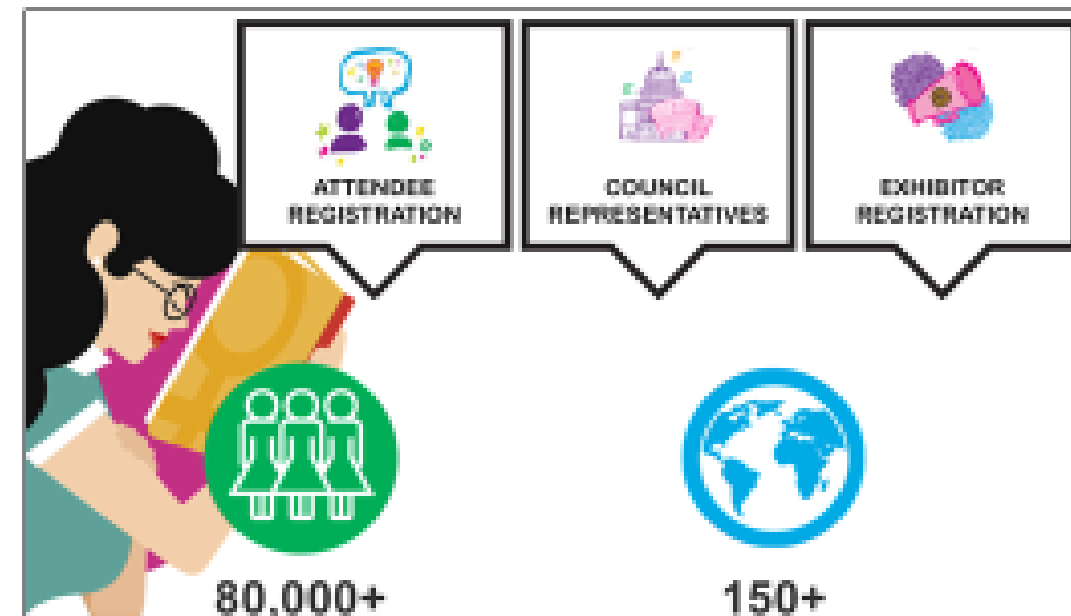 ATTENDEE
REGISTRATION
COUNCIL
REPRESENTATIVES
EXHIBITOR
REGISTRATION
80,000+
150+